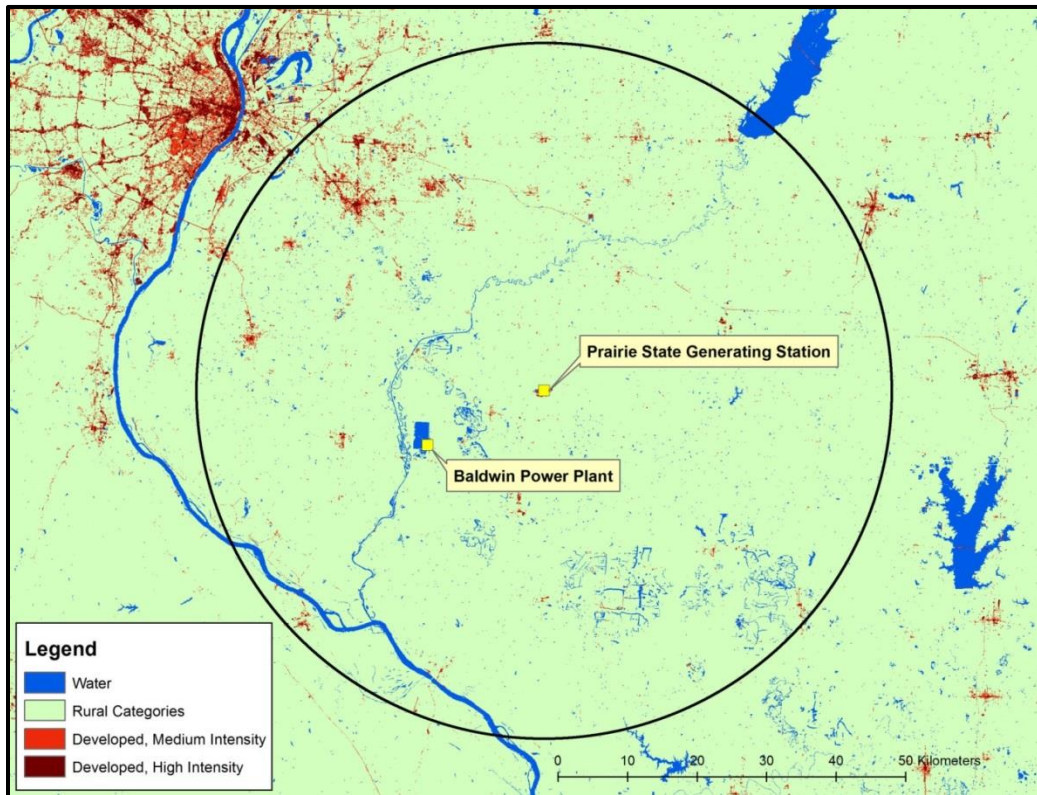 Prairie State Generating Station
Baldwin Power Plant
Legend
Water
Rural Categories
Developed, Medium Intensity
Developed, High Intensity
0 10 20 30 40 50 Kilometers